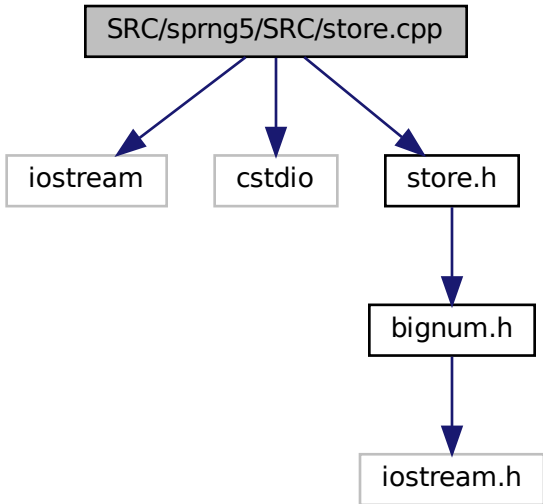 SRC/sprng5/SRC/store.cpp
iostream
cstdio
store.h
bignum.h
iostream.h